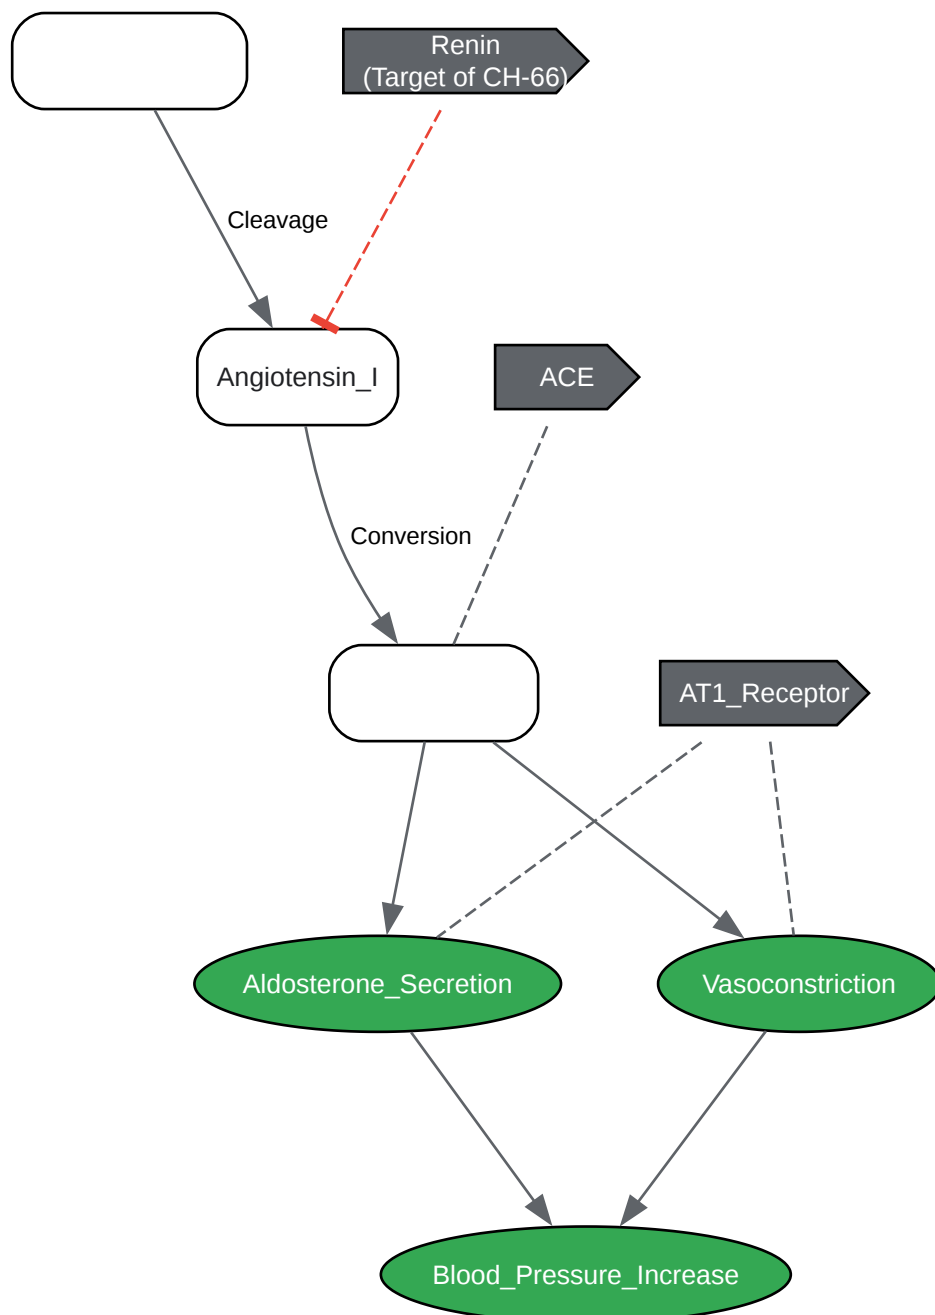 Renin
(Target of CH-66)
Cleavage
Angiotensin_I
ACE
Conversion
AT1_Receptor
Aldosterone_Secretion
Vasoconstriction
Blood_Pressure_Increase